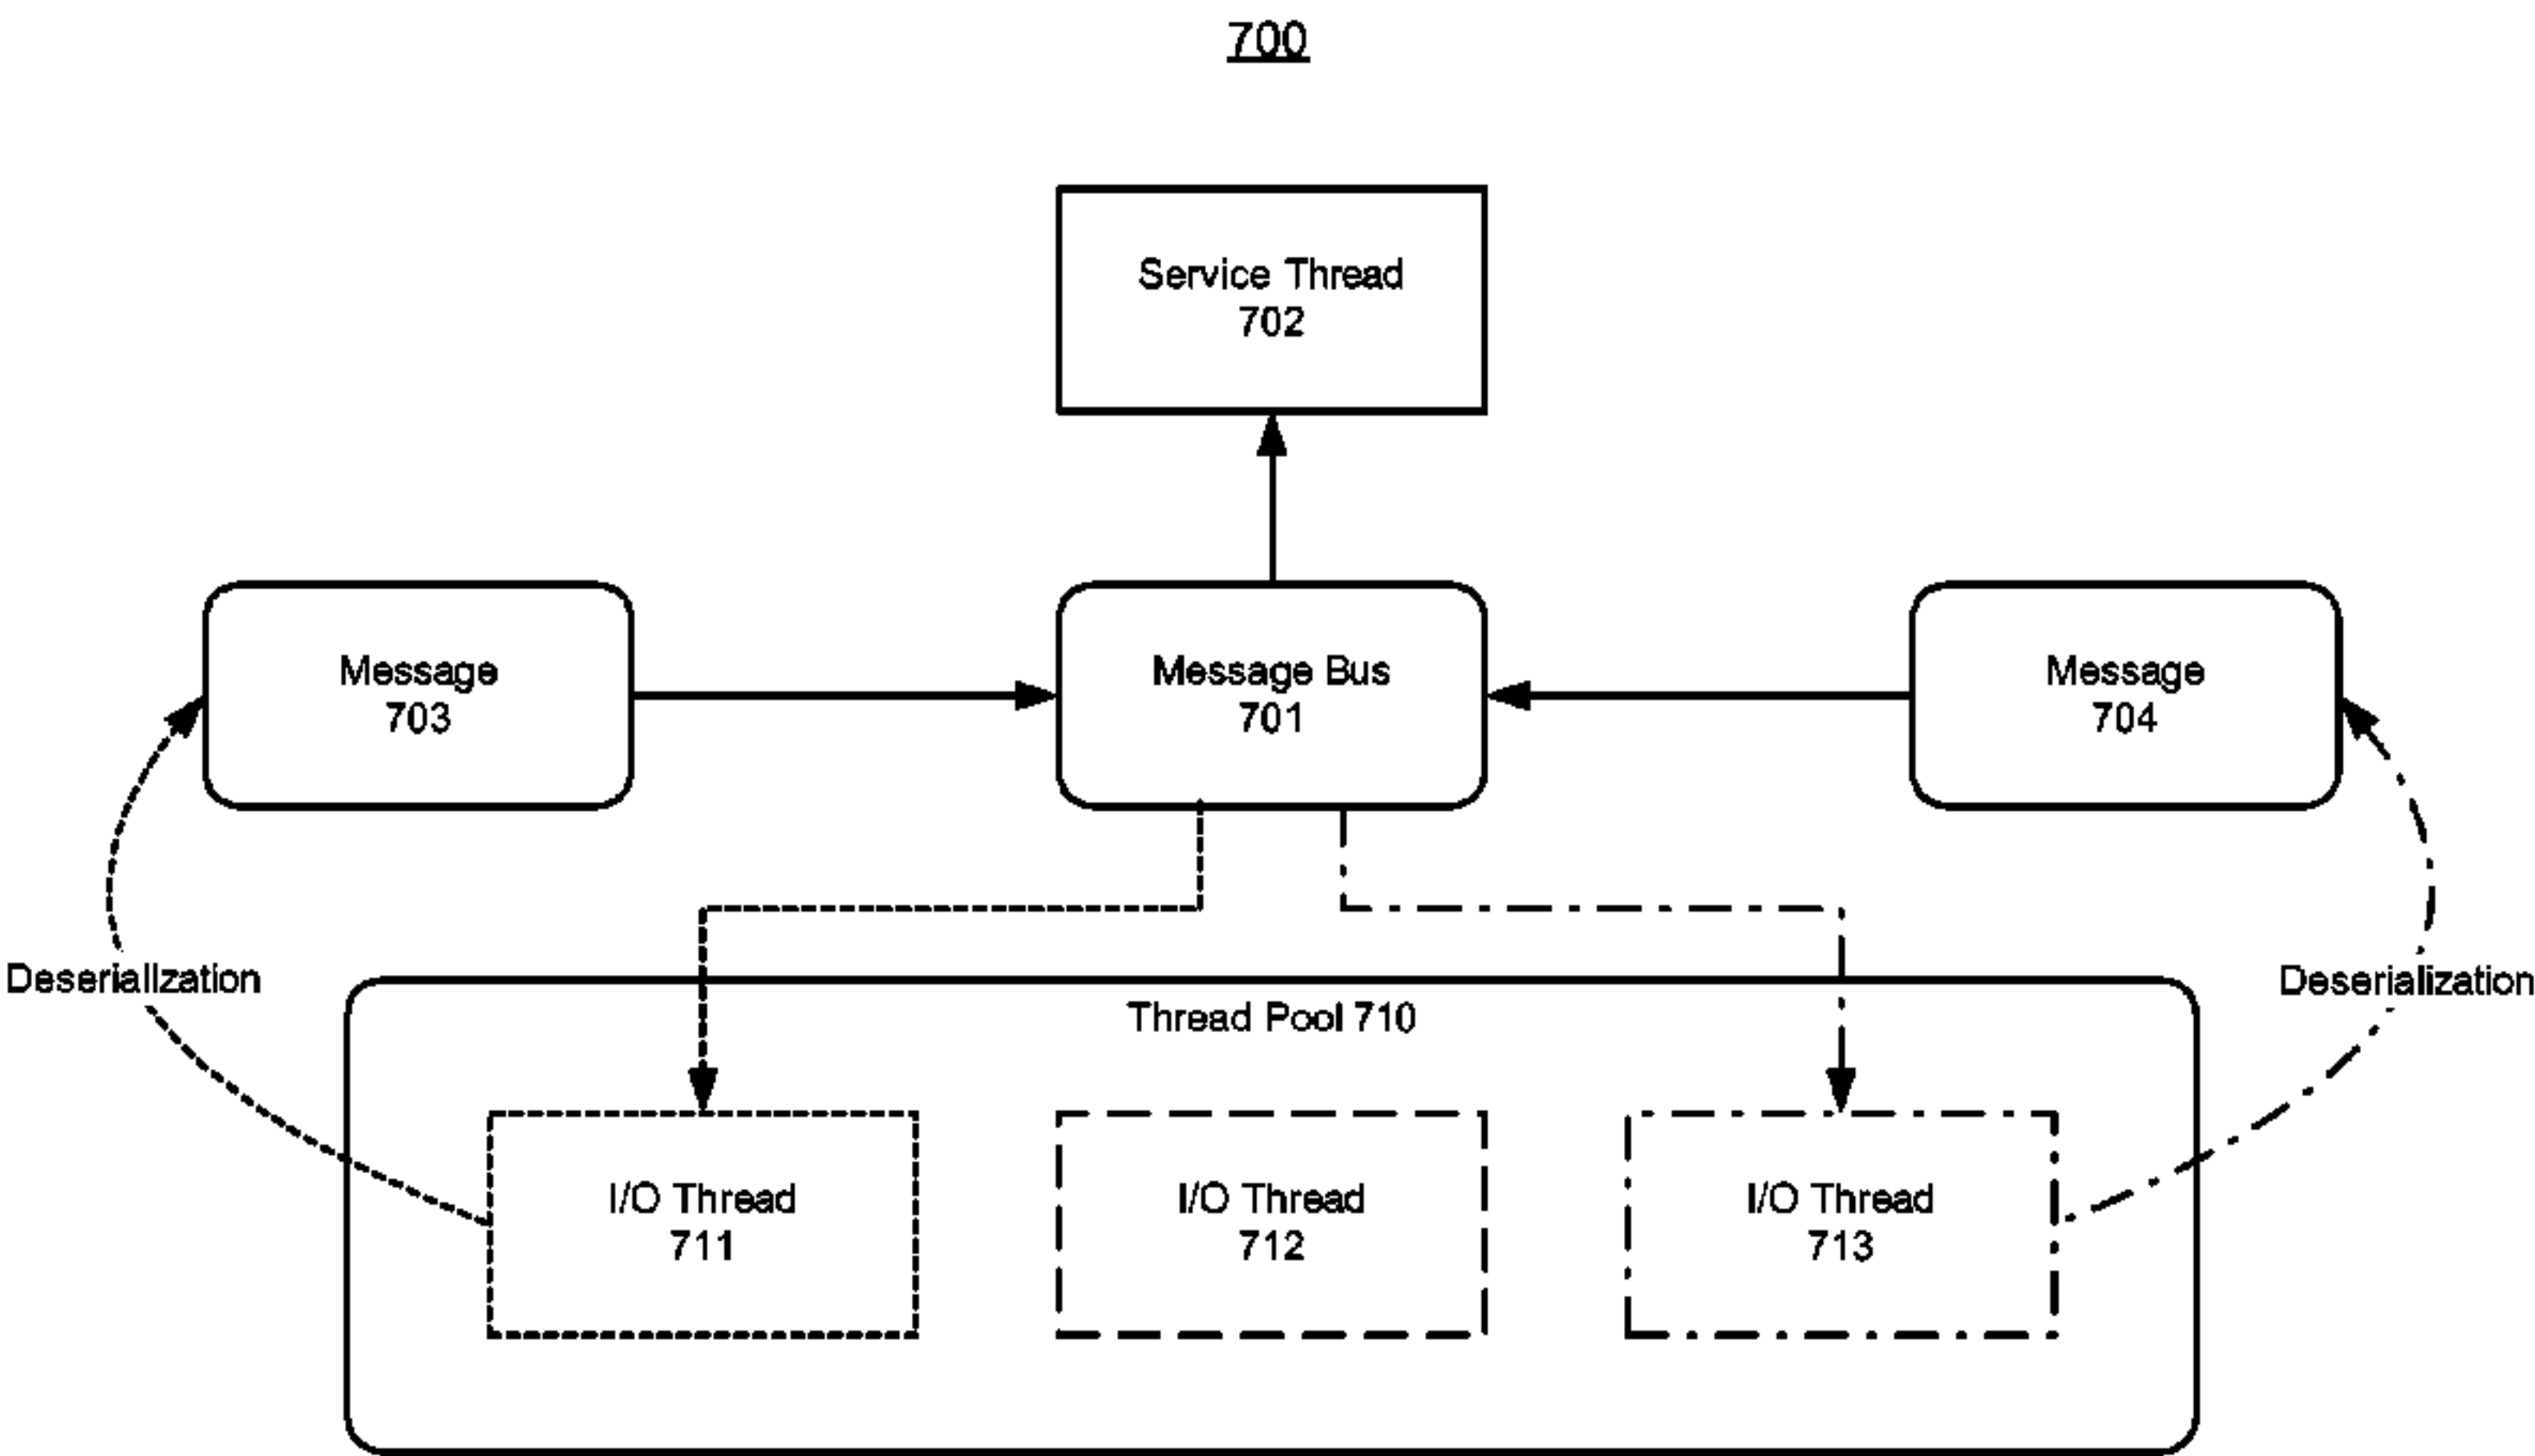 700
Service Thread
702
Message
703
Message Bus
701
Message
704
Deserialization
Deserialization
Thread Pool 710
I/O Thread
711
I/O Thread
712
I/O Thread
713